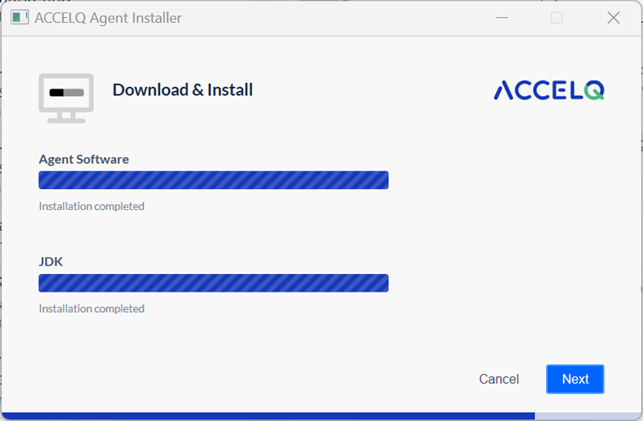 ACCELQ Agent Installer
Download & Install
ACCELQ
Agent Software
Installation completed
JDK
Installation completed
Cancel
Next